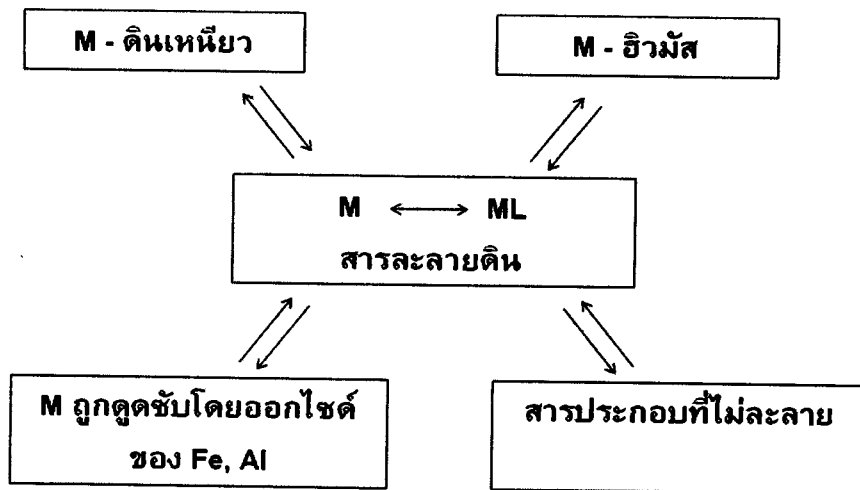 M - ดินเหนียว
M - ฮิวมัส
M ⟷ ML
สารละลายดิน
M ถูกดูดซับโดยออกไซด์
ของ Fe, Al
สารประกอบที่ไม่ละลาย